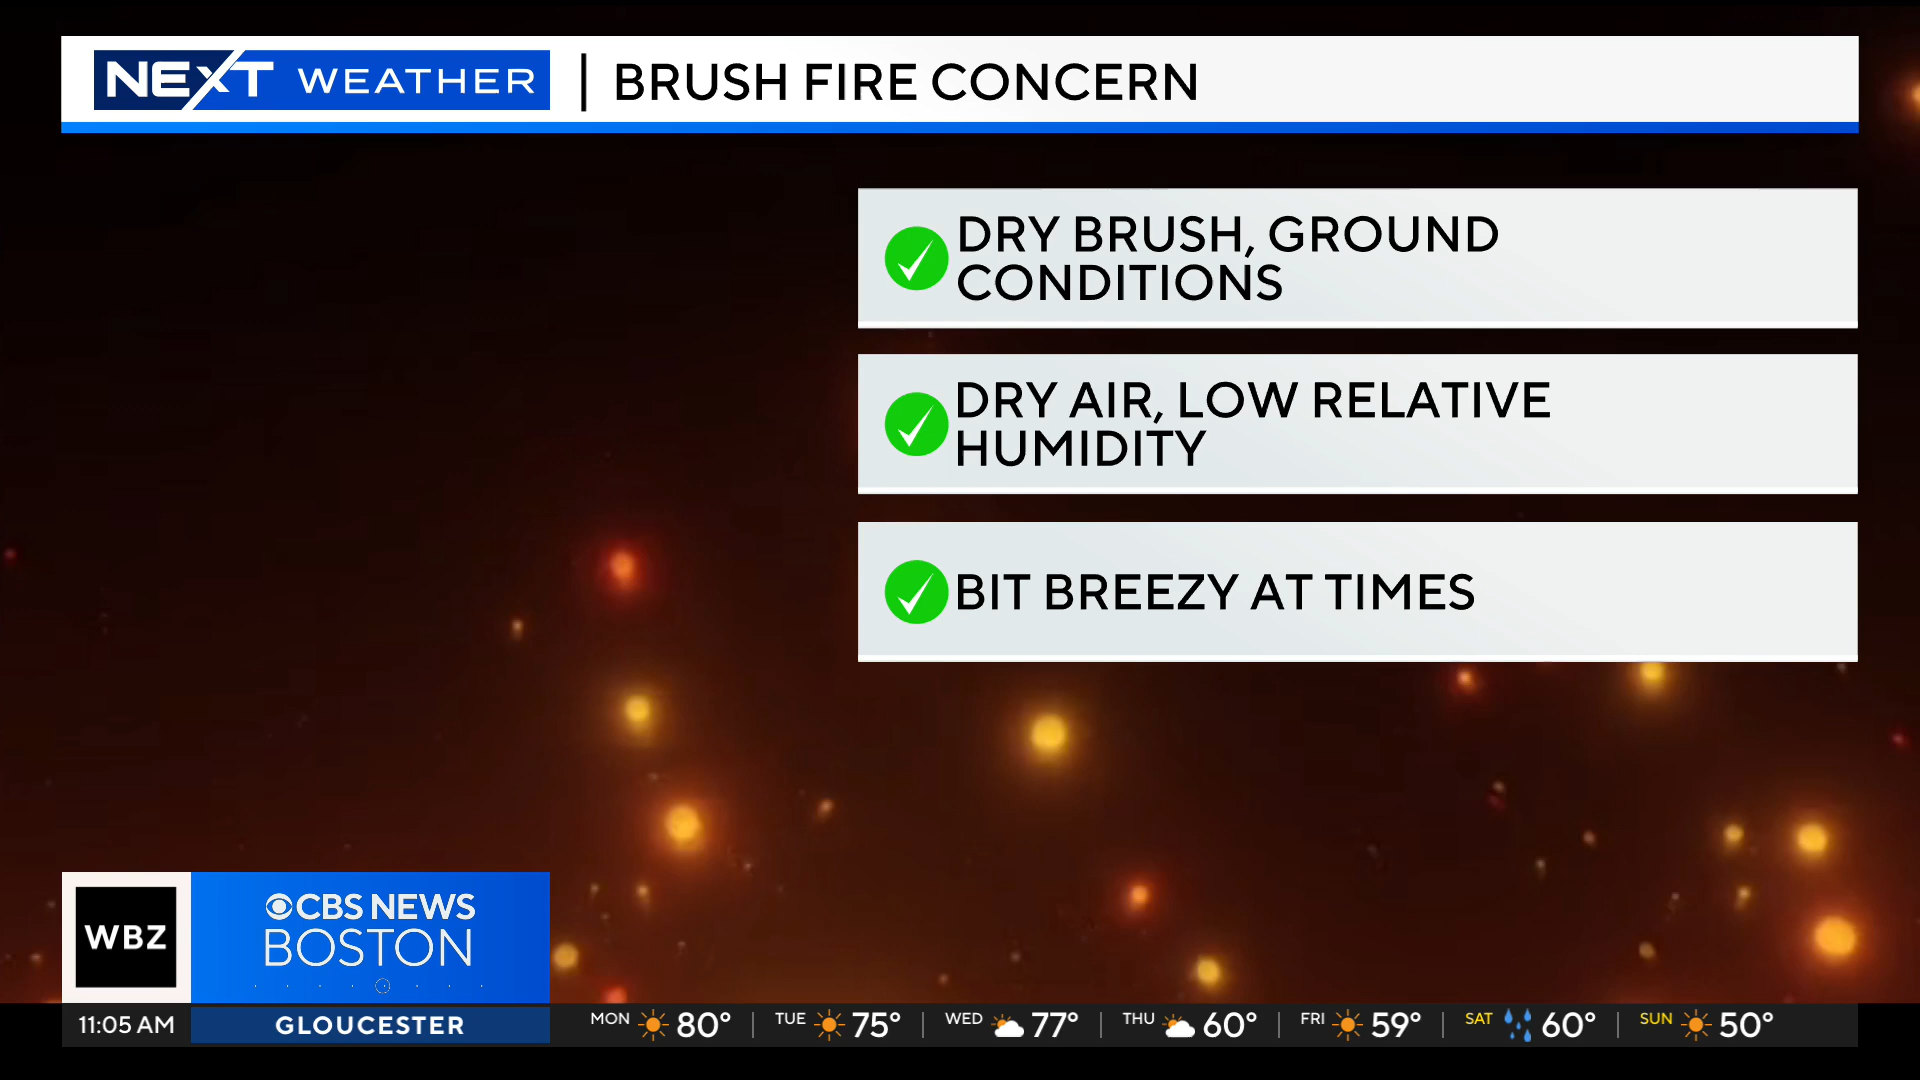 NEXT WEATHER | BRUSH FIRE CONCERN
DRY BRUSH, GROUND
CONDITIONS
DRY AIR, LOW RELATIVE
HUMIDITY
BIT BREEZY AT TIMES
WBZ
CBS NEWS
BOSTON
11:05 AM
GLOUCESTER
MON 80° | TUE 75° | WED 77° | THU 60° | FRI 59° | SAT 60° | SUN 50°